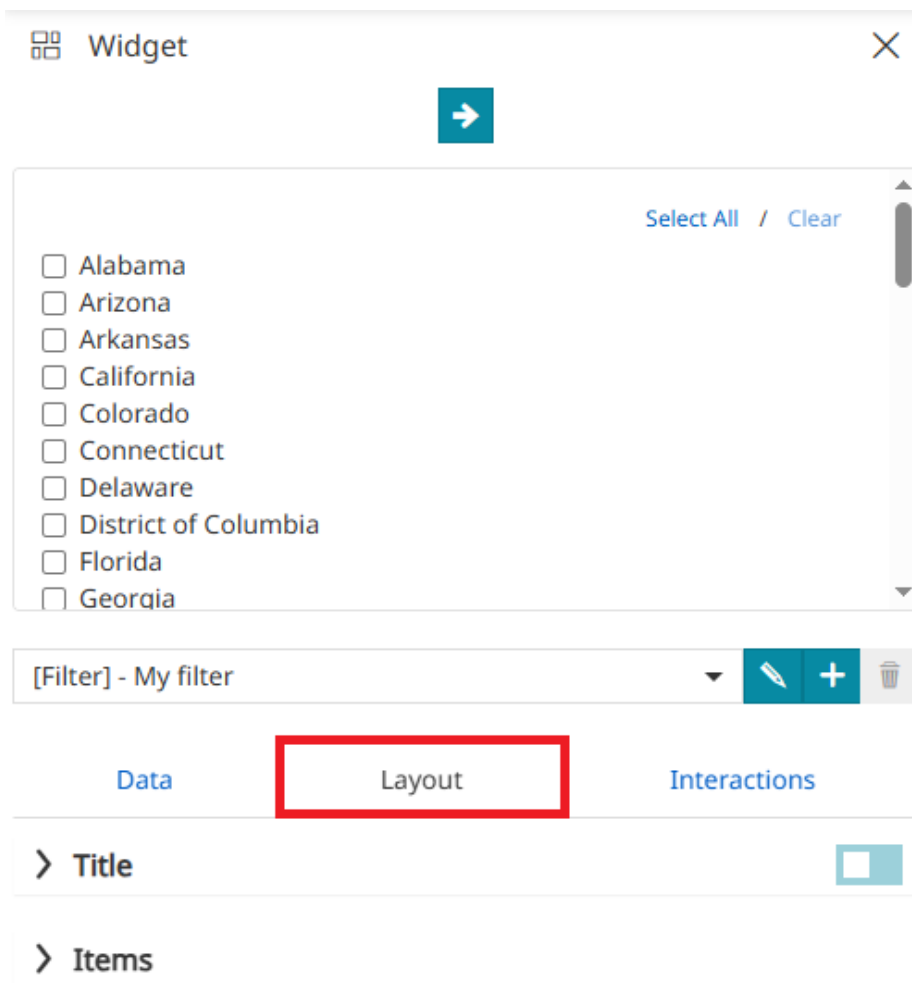 Widget
Select All / Clear
Alabama
Arizona
Arkansas
California
Colorado
Connecticut
Delaware
District of Columbia
Florida
Georgia
[Filter] - My filter
Data Layout Interactions
Title
Items